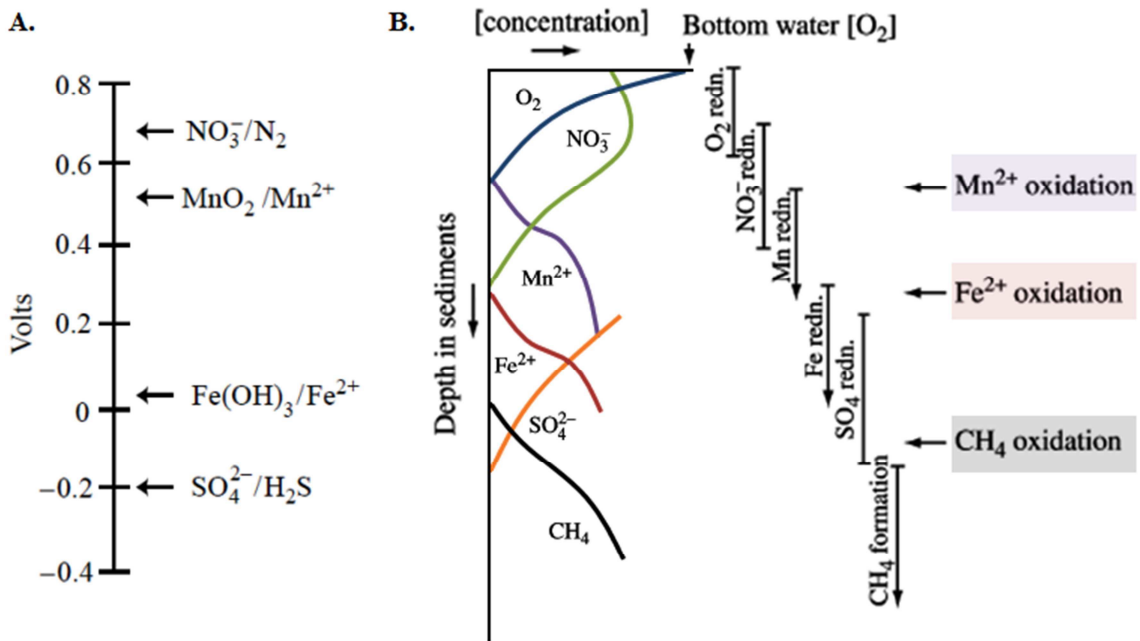 A.
Volts
0.8
0.6
0.4
0.2
0
−0.2
−0.4
NO₃⁻/N₂
MnO₂ /Mn²⁺
Fe(OH)₃/Fe²⁺
SO₄²⁻/H₂S
B.
[concentration]
Bottom water [O₂]
Depth in sediments
O₂
NO₃⁻
Mn²⁺
Fe²⁺
SO₄²⁻
CH₄
O₂ redn.
NO₃⁻ redn.
Mn redn.
Fe redn.
SO₄ redn.
CH₄ formation
Mn²⁺ oxidation
Fe²⁺ oxidation
CH₄ oxidation